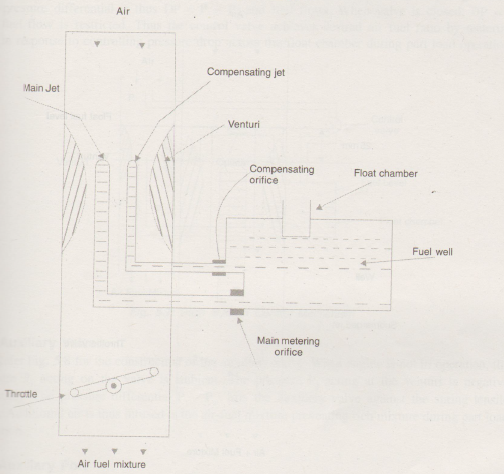 Air
Compensating jet
Main Jet
Venturi
Compensating
orifice
Float chamber
Fuel well
Main metering
orifice
Throttle
Air fuel mixture